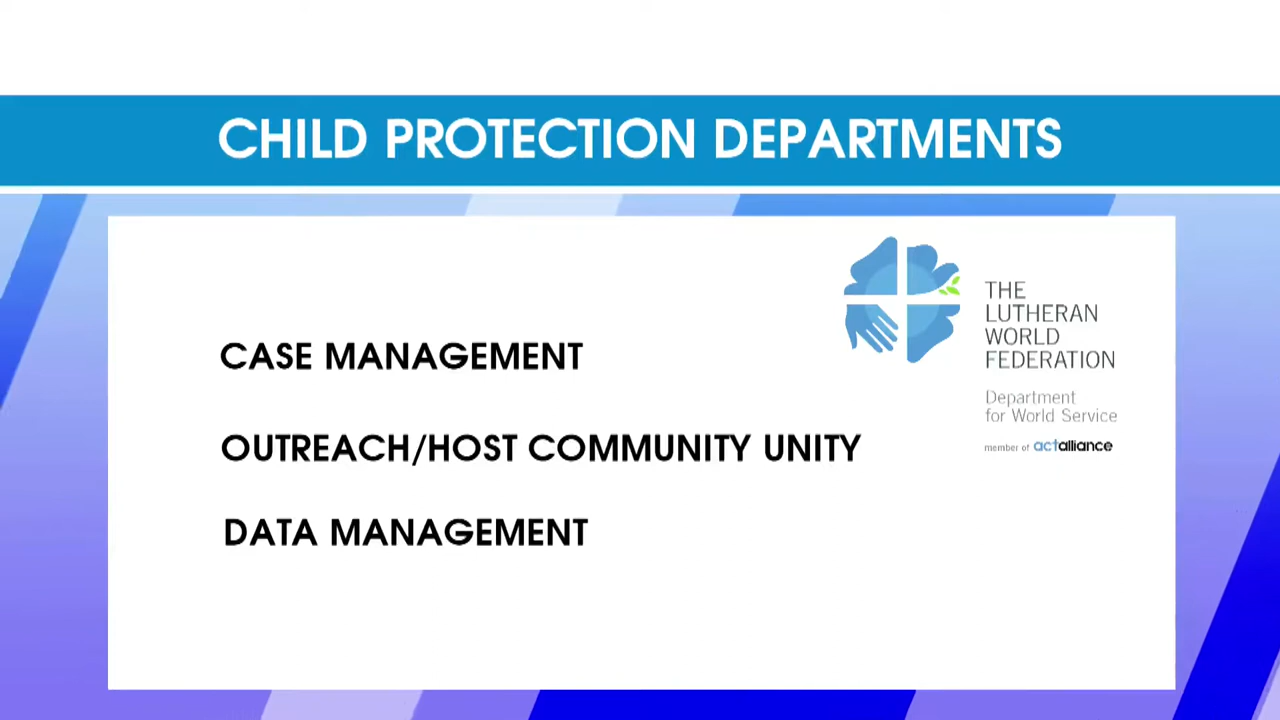 CHILD PROTECTION DEPARTMENTS
CASE MANAGEMENT
OUTREACH/HOST COMMUNITY UNITY
DATA MANAGEMENT
THE
LUTHERAN
WORLD
FEDERATION
Department
for World Service
member of actalliance